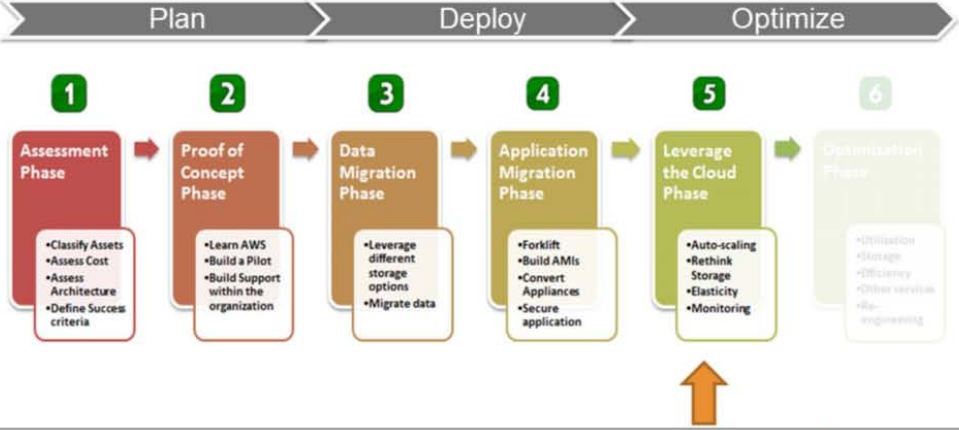 Plan
Deploy
Optimize
1
2
3
4
5
6
Assessment
Phase
•Classify Assets
•Assess Cost
•Assess
Architecture
•Define Success
criteria
Proof of
Concept
Phase
•Learn AWS
•Build a Pilot
•Build Support
within the
organization
Data
Migration
Phase
•Leverage
different
storage
options
•Migrate data
Application
Migration
Phase
•Forklift
•Build AMIs
•Convert
Appliances
•Secure
application
Leverage
the Cloud
Phase
•Auto-scaling
•Rethink
Storage
•Elasticity
•Monitoring
Optimization
Phase
•Utilization
•Storage
•Efficiency
•Other services
•Re-
engineering